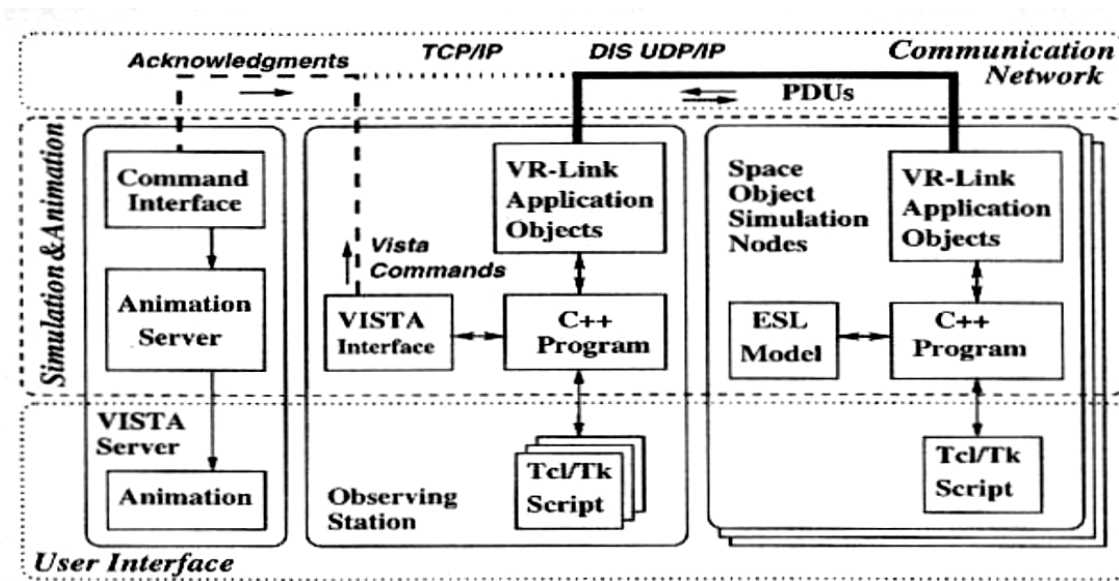 Acknowledgments
TCP/IP
DIS UDP/IP
Communication
Network
PDUs
Simulation&Animation
Command
Interface
Animation
Server
VISTA
Server
Animation
Vista
Commands
VISTA
Interface
VR-Link
Application
Objects
C++
Program
Tcl/Tk
Script
Observing
Station
Space
Object
Simulation
Nodes
VR-Link
Application
Objects
ESL
Model
C++
Program
Tcl/Tk
Script
User Interface